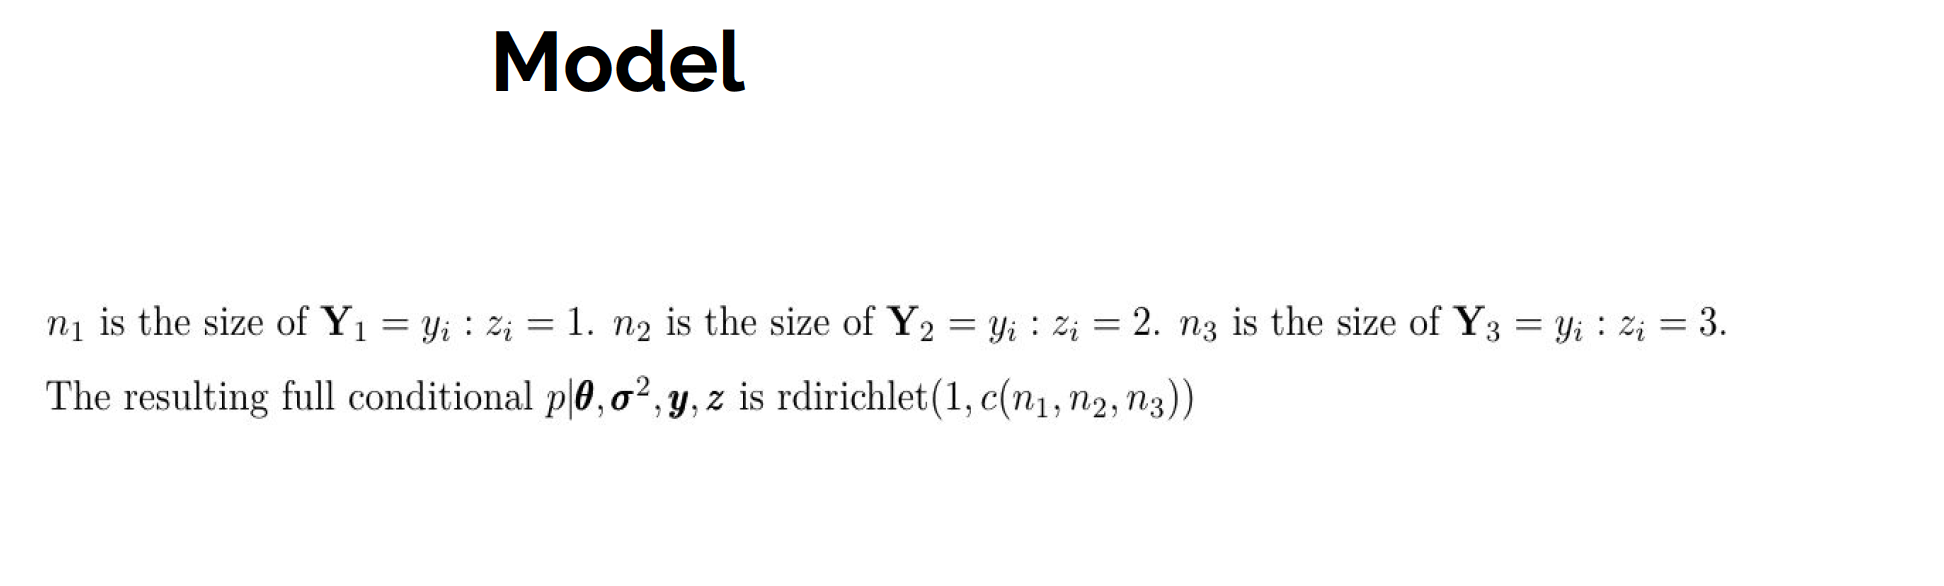 Model
n₁ is the size of 𝐘₁ = yᵢ : zᵢ = 1. n₂ is the size of 𝐘₂ = yᵢ : zᵢ = 2. n₃ is the size of 𝐘₃ = yᵢ : zᵢ = 3.
The resulting full conditional p|𝜽, 𝝈², 𝒚, 𝒛 is rdirichlet(1, c(n₁, n₂, n₃))